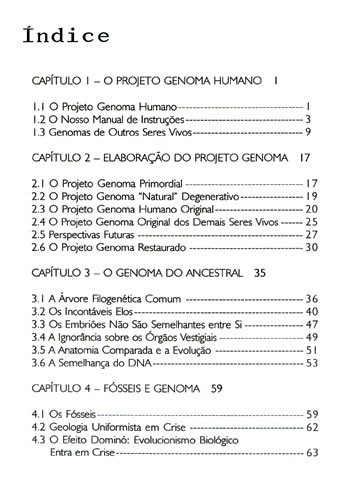 Índice
CAPÍTULO 1 – O PROJETO GENOMA HUMANO 1
1.1 O Projeto Genoma Humano-------------------------------- 1
1.2 O Nosso Manual de Instruções---------------------------- 3
1.3 Genomas de Outros Seres Vivos-------------------------- 9
CAPÍTULO 2 – ELABORAÇÃO DO PROJETO GENOMA 17
2.1 O Projeto Genoma Primordial----------------------------- 17
2.2 O Projeto Genoma "Natural" Degenerativo-------------- 19
2.3 O Projeto Genoma Humano Original-------------------- 20
2.4 O Projeto Genoma Original dos Demais Seres Vivos ----- 25
2.5 Perspectivas Futuras -------------------------------------- 27
2.6 O Projeto Genoma Restaurado -------------------------- 30
CAPÍTULO 3 – O GENOMA DO ANCESTRAL 35
3.1 A Árvore Filogenética Comum --------------------------- 36
3.2 Os Incontáveis Elos--------------------------------------- 40
3.3 Os Embriões Não São Semelhantes entre Si ------------- 47
3.4 A Ignorância sobre os Órgãos Vestigiais ----------------- 49
3.5 A Anatomia Comparada e a Evolução -------------------- 51
3.6 A Semelhança do DNA----------------------------------- 53
CAPÍTULO 4 – FÓSSEIS E GENOMA 59
4.1 Os Fósseis------------------------------------------------ 59
4.2 Geologia Uniformista em Crise --------------------------- 62
4.3 O Efeito Dominó: Evolucionismo Biológico
Entra em Crise-------------------------------------------- 63